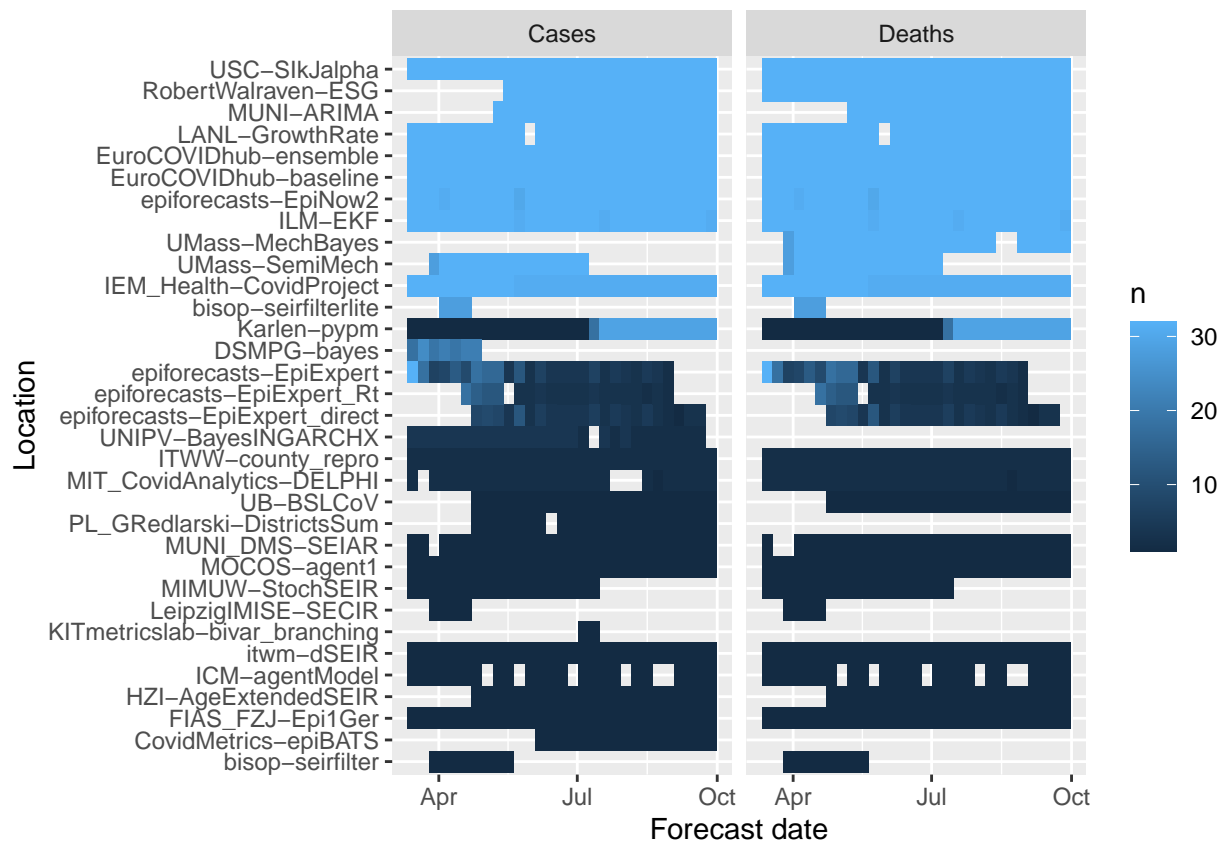 Cases
Deaths
USC−SIkJalpha
RobertWalraven−ESG
MUNI−ARIMA
LANL−GrowthRate
EuroCOVIDhub−ensemble
EuroCOVIDhub−baseline
epiforecasts−EpiNow2
ILM−EKF
UMass−MechBayes
UMass−SemiMech
IEM_Health−CovidProject
bisop−seirfilterlite
Karlen−pypm
DSMPG−bayes
epiforecasts−EpiExpert
epiforecasts−EpiExpert_Rt
epiforecasts−EpiExpert_direct
UNIPV−BayesINGARCHX
ITWW−county_repro
MIT_CovidAnalytics−DELPHI
UB−BSLCoV
PL_GRedlarski−DistrictsSum
MUNI_DMS−SEIAR
MOCOS−agent1
MIMUW−StochSEIR
LeipzigIMISE−SECIR
KITmetricslab−bivar_branching
itwm−dSEIR
ICM−agentModel
HZI−AgeExtendedSEIR
FIAS_FZJ−Epi1Ger
CovidMetrics−epiBATS
bisop−seirfilter
Location
Apr
Jul
Oct
Apr
Jul
Oct
Forecast date
n
30
20
10